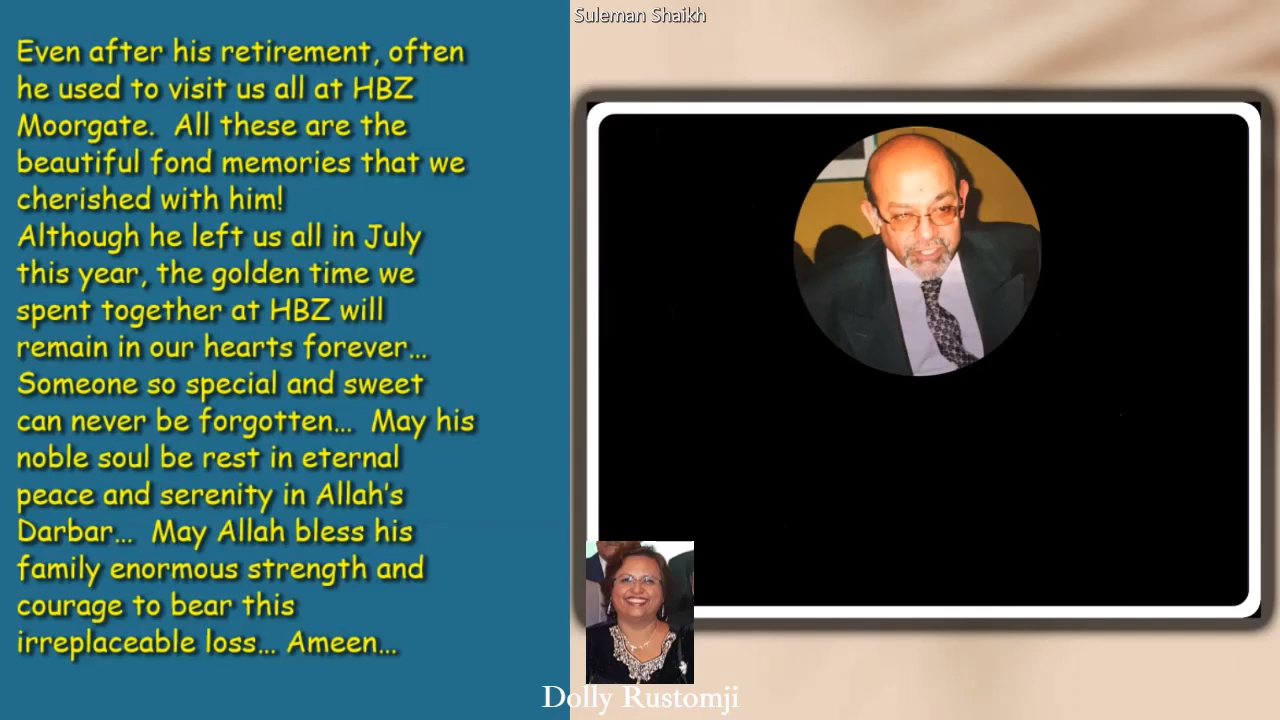 Suleman Shaikh
Even after his retirement, often
he used to visit us all at HBZ
Moorgate.  All these are the
beautiful fond memories that we
cherished with him!
Although he left us all in July
this year, the golden time we
spent together at HBZ will
remain in our hearts forever…
Someone so special and sweet
can never be forgotten…  May his
noble soul be rest in eternal
peace and serenity in Allah's
Darbar…  May Allah bless his
family enormous strength and
courage to bear this
irreplaceable loss… Ameen…
Dolly Rustomji